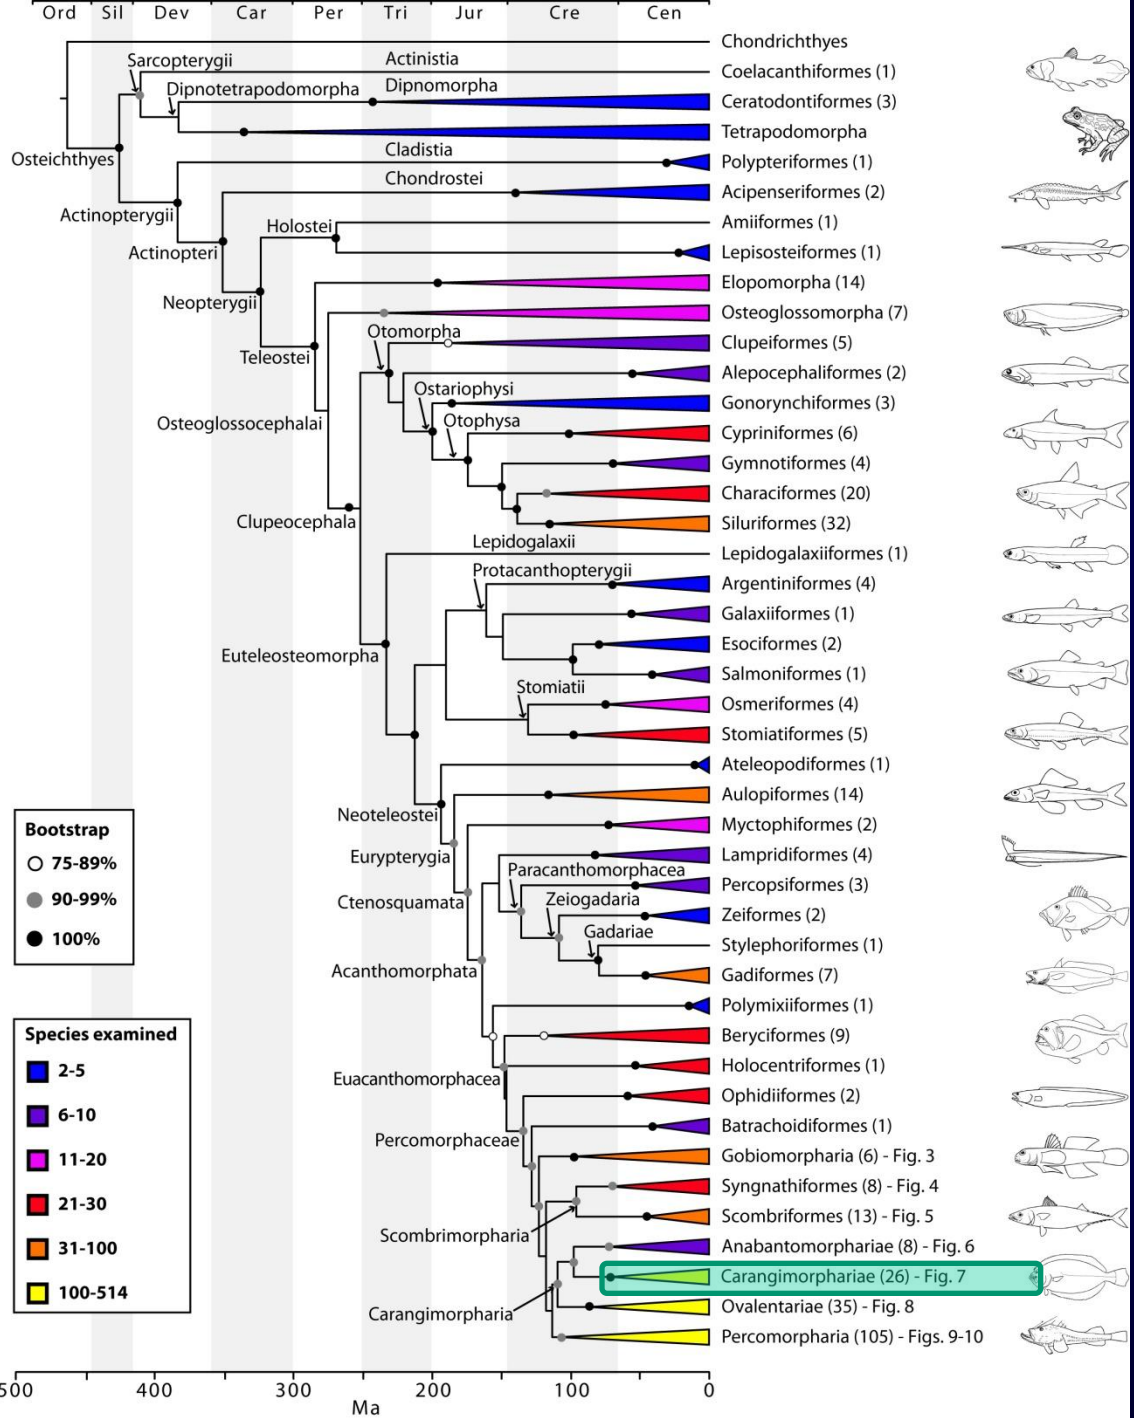 Ord Sil Dev Car Per Tri Jur Cre Cen
Chondrichthyes
Sarcopterygii
Actinistia
Coelacanthiformes (1)
Dipnotetrapodomorpha
Dipnomorpha
Ceratodontiformes (3)
Tetrapodomorpha
Osteichthyes
Cladistia
Polypteriformes (1)
Chondrostei
Acipenseriformes (2)
Actinopterygii
Holostei
Amiiformes (1)
Actinopteri
Lepisosteiformes (1)
Elopomorpha (14)
Neopterygii
Osteoglossomorpha (7)
Otomorpha
Clupeiformes (5)
Teleostei
Alepocephaliformes (2)
Ostariophysi
Gonorynchiformes (3)
Otophysa
Osteoglossocephalai
Cypriniformes (6)
Gymnotiformes (4)
Characiformes (20)
Clupeocephala
Siluriformes (32)
Lepidogalaxii
Lepidogalaxiiformes (1)
Protacanthopterygii
Argentiniformes (4)
Galaxiiformes (1)
Esociformes (2)
Euteleosteomorpha
Salmoniformes (1)
Stomiatii
Osmeriformes (4)
Stomiatiformes (5)
Ateleopodiformes (1)
Aulopiformes (14)
Neoteleostei
Myctophiformes (2)
Eurypterygia
Lampridiformes (4)
Paracanthomorphacea
Percopsiformes (3)
Ctenosquamata
Zeiogadaria
Zeiformes (2)
Gadariae
Stylephoriformes (1)
Acanthomorphata
Gadiformes (7)
Polymixiiformes (1)
Beryciformes (9)
Holocentriformes (1)
Euacanthomorphacea
Ophidiiformes (2)
Batrachoidiformes (1)
Percomorphaceae
Gobiomorpharia (6) - Fig. 3
Syngnathiformes (8) - Fig. 4
Scombriformes (13) - Fig. 5
Scombrimorpharia
Anabantomorphariae (8) - Fig. 6
Carangimorphariae (26) - Fig. 7
Carangimorpharia
Ovalentariae (35) - Fig. 8
Percomorpharia (105) - Figs. 9-10
Bootstrap
75-89%
90-99%
100%
Species examined
2-5
6-10
11-20
21-30
31-100
100-514
500 400 300 200 100 0
Ma